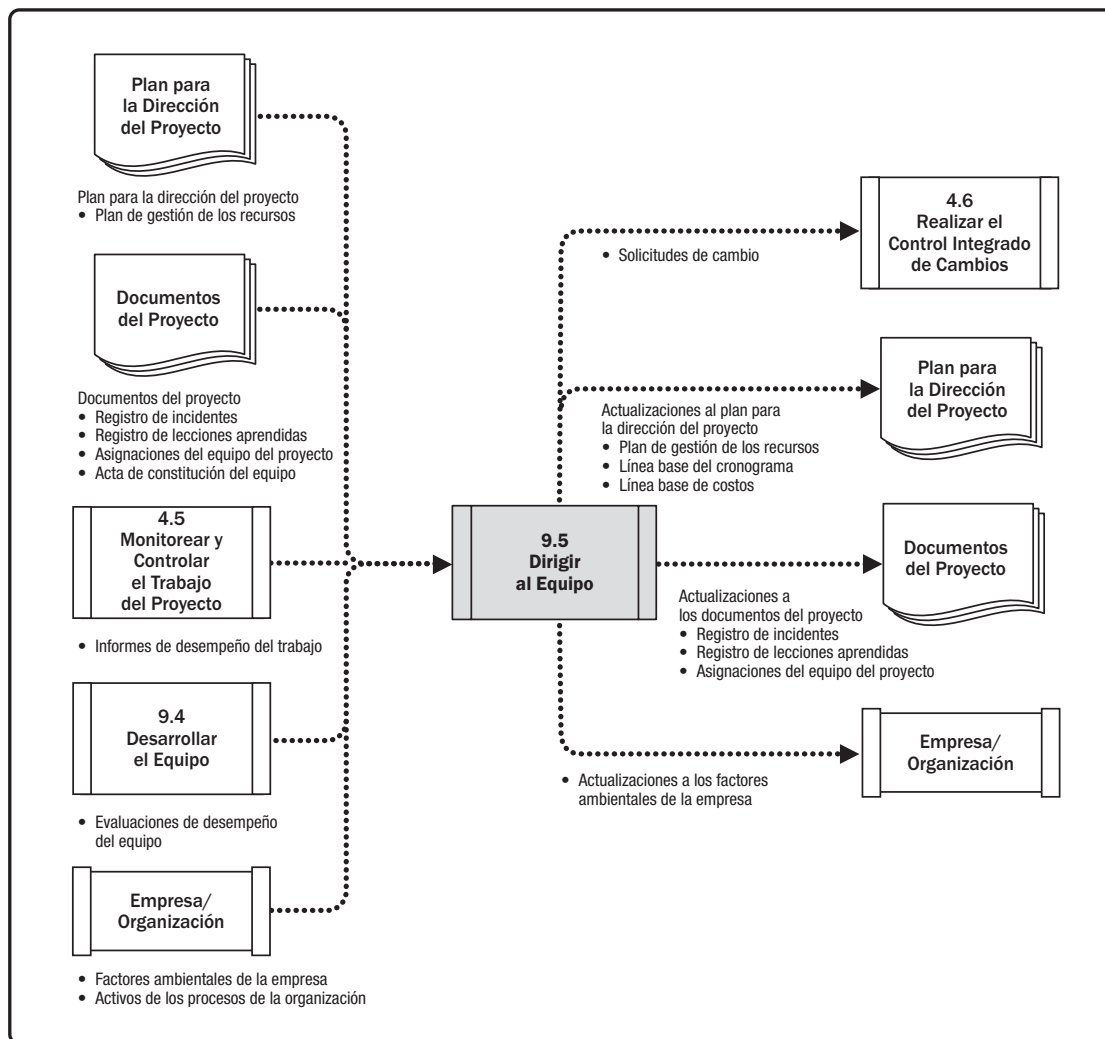 Plan para
la Dirección
del Proyecto
Plan para la dirección del proyecto
• Plan de gestión de los recursos
Documentos
del Proyecto
Documentos del proyecto
• Registro de incidentes
• Registro de lecciones aprendidas
• Asignaciones del equipo del proyecto
• Acta de constitución del equipo
4.5
Monitorear y
Controlar
el Trabajo
del Proyecto
• Informes de desempeño del trabajo
9.4
Desarrollar
el Equipo
• Evaluaciones de desempeño
del equipo
Empresa/
Organización
• Factores ambientales de la empresa
• Activos de los procesos de la organización
9.5
Dirigir
al Equipo
• Solicitudes de cambio
4.6
Realizar el
Control Integrado
de Cambios
Actualizaciones al plan para
la dirección del proyecto
• Plan de gestión de los recursos
• Línea base del cronograma
• Línea base de costos
Plan para
la Dirección
del Proyecto
Actualizaciones a
los documentos del proyecto
• Registro de incidentes
• Registro de lecciones aprendidas
• Asignaciones del equipo del proyecto
Documentos
del Proyecto
• Actualizaciones a los factores
ambientales de la empresa
Empresa/
Organización